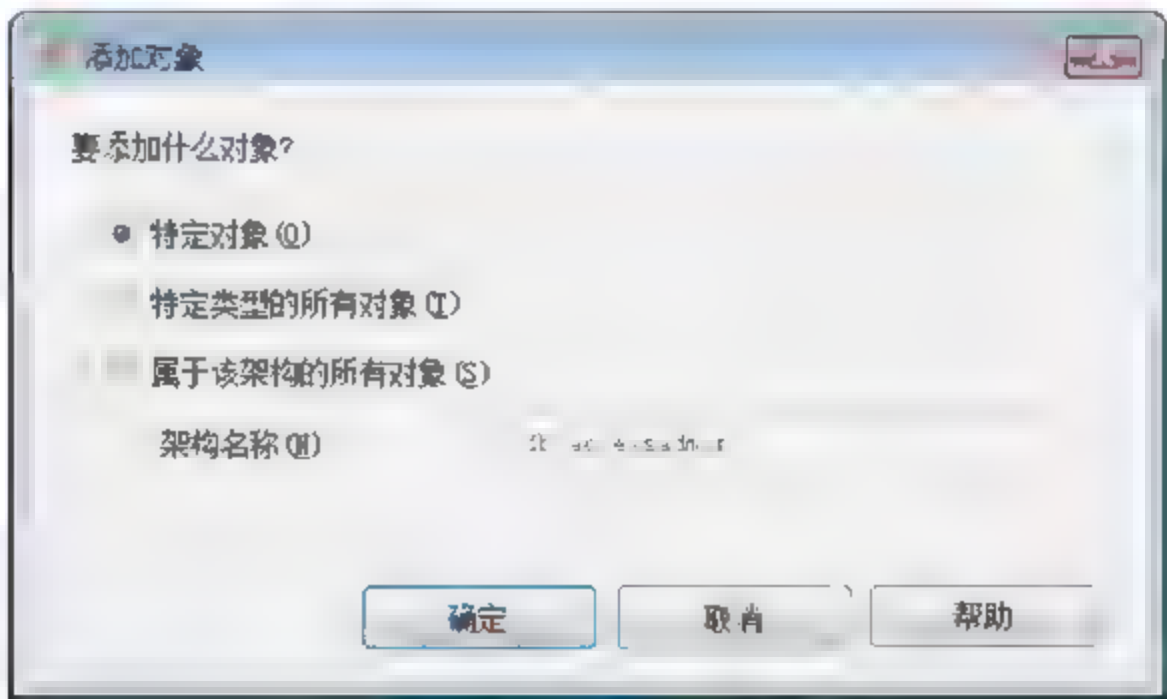 添加对象
要添加什么对象?
特定对象(O)
特定类型的所有对象(T)
属于该架构的所有对象(S)
架构名称(N)
确定 取消 帮助